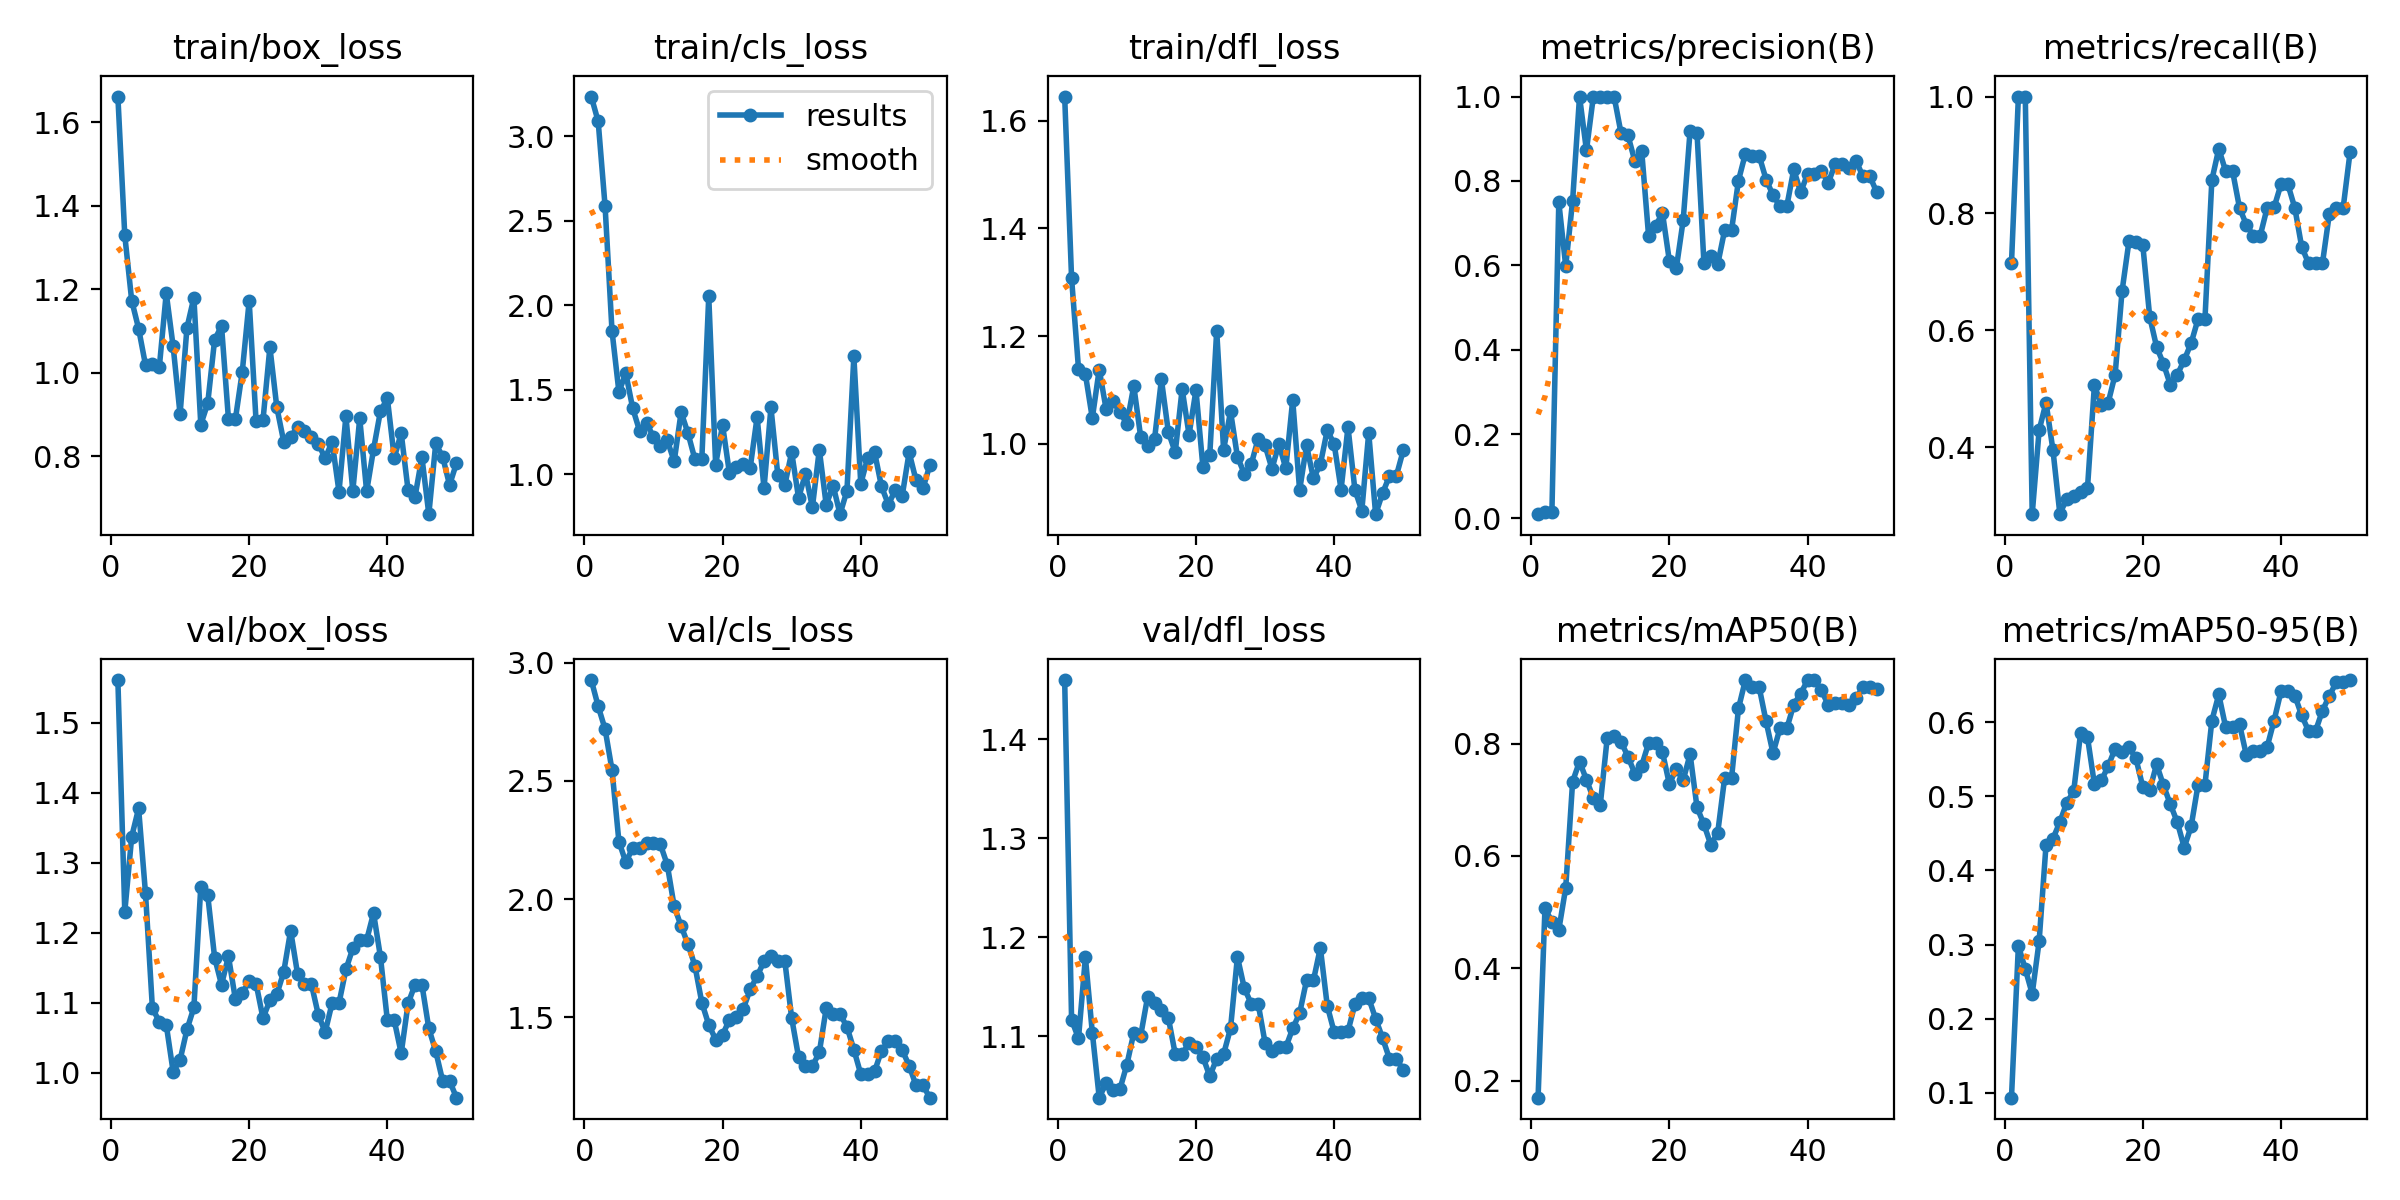 train/box_loss
1.6
1.4
1.2
1.0
0.8
0 20 40
train/cls_loss
results
smooth
3.0
2.5
2.0
1.5
1.0
0 20 40
train/dfl_loss
1.6
1.4
1.2
1.0
0 20 40
metrics/precision(B)
1.0
0.8
0.6
0.4
0.2
0.0
0 20 40
metrics/recall(B)
1.0
0.8
0.6
0.4
0 20 40
val/box_loss
1.5
1.4
1.3
1.2
1.1
1.0
0 20 40
val/cls_loss
3.0
2.5
2.0
1.5
0 20 40
val/dfl_loss
1.4
1.3
1.2
1.1
0 20 40
metrics/mAP50(B)
0.8
0.6
0.4
0.2
0 20 40
metrics/mAP50-95(B)
0.6
0.5
0.4
0.3
0.2
0.1
0 20 40